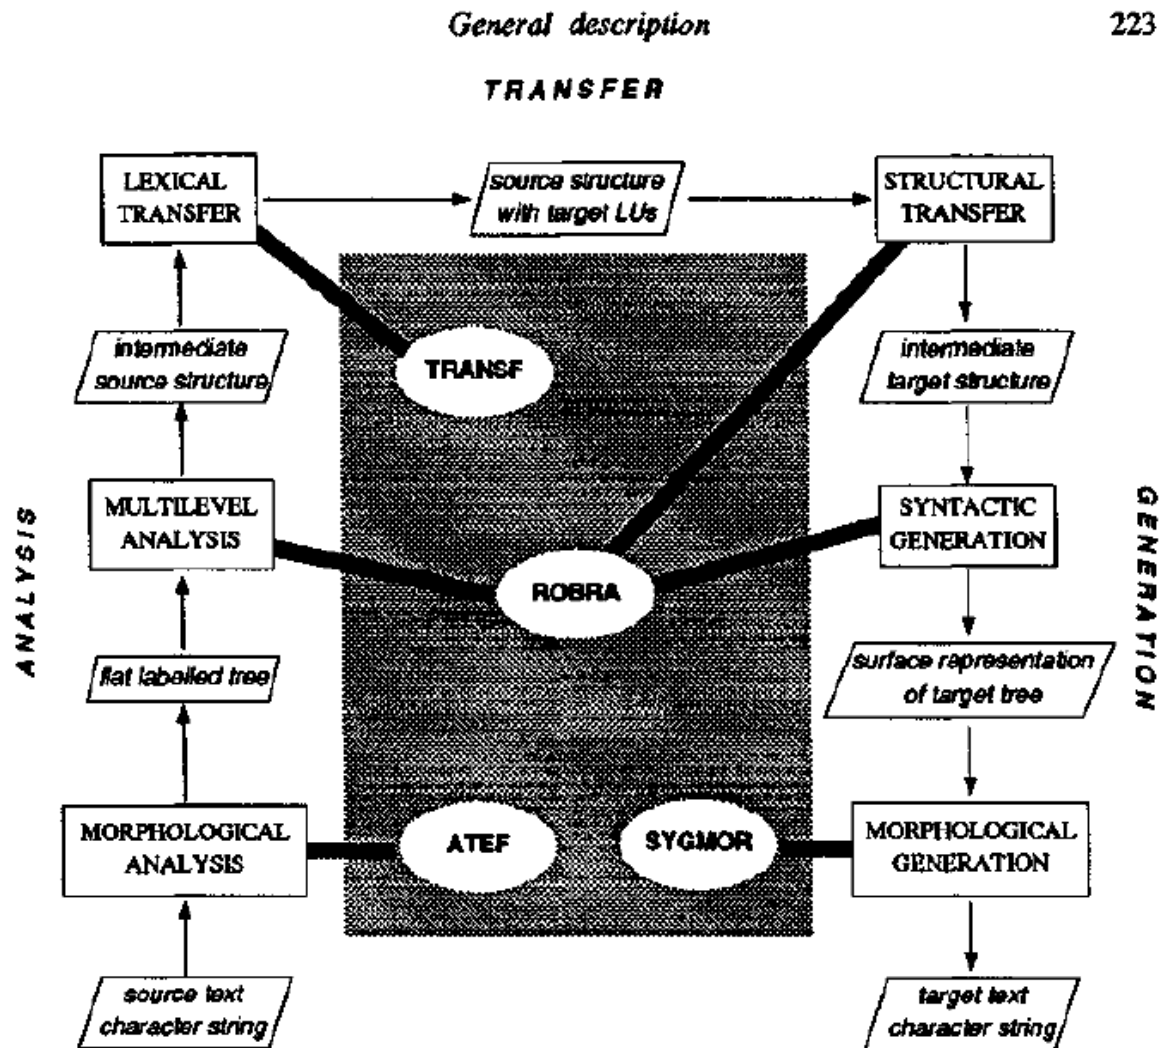 General description 223
TRANSFER
LEXICAL
TRANSFER
source structure
with target LUs
STRUCTURAL
TRANSFER
intermediate
source structure
TRANSF
intermediate
target structure
MULTILEVEL
ANALYSIS
ROBRA
SYNTACTIC
GENERATION
ANALYSIS
GENERATION
flat labelled tree
surface representation
of target tree
MORPHOLOGICAL
ANALYSIS
ATEF
SYGMOR
MORPHOLOGICAL
GENERATION
source text
character string
target text
character string